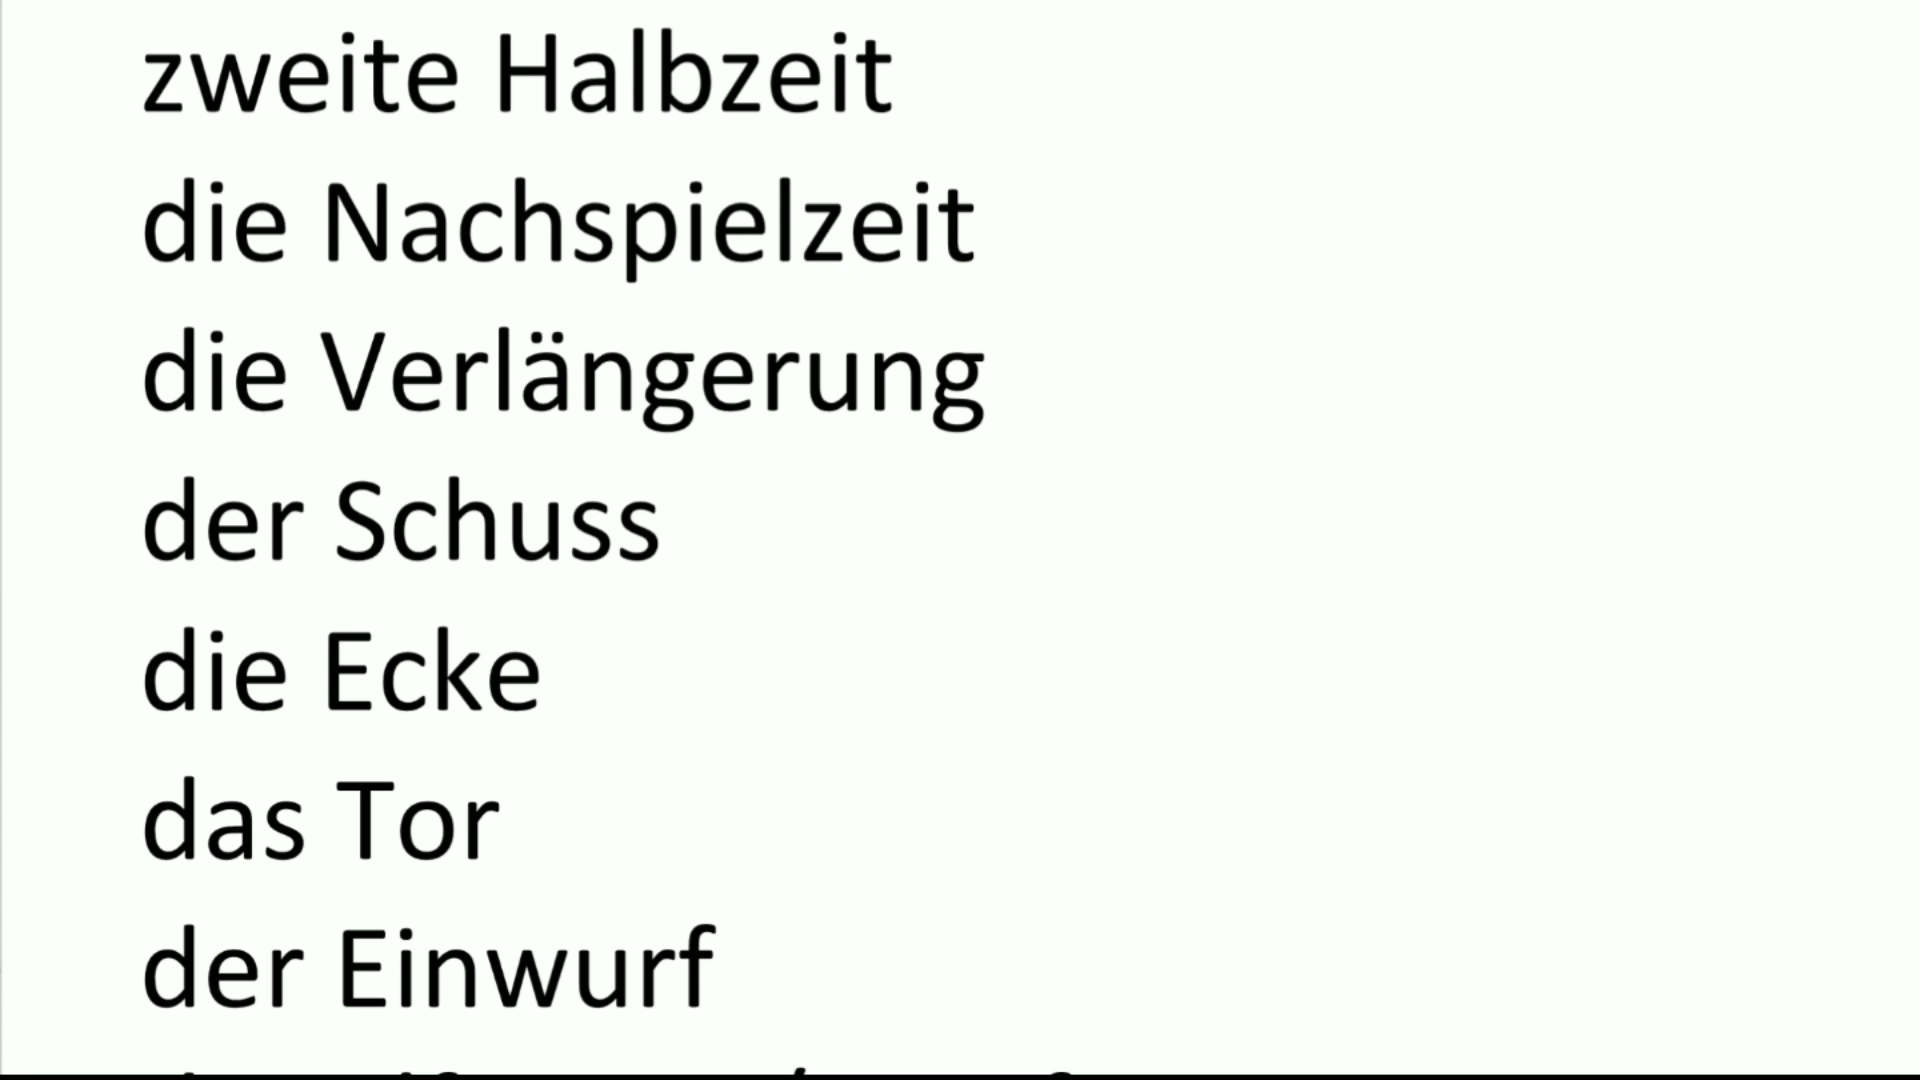 zweite Halbzeit
die Nachspielzeit
die Verlängerung
der Schuss
die Ecke
das Tor
der Einwurf